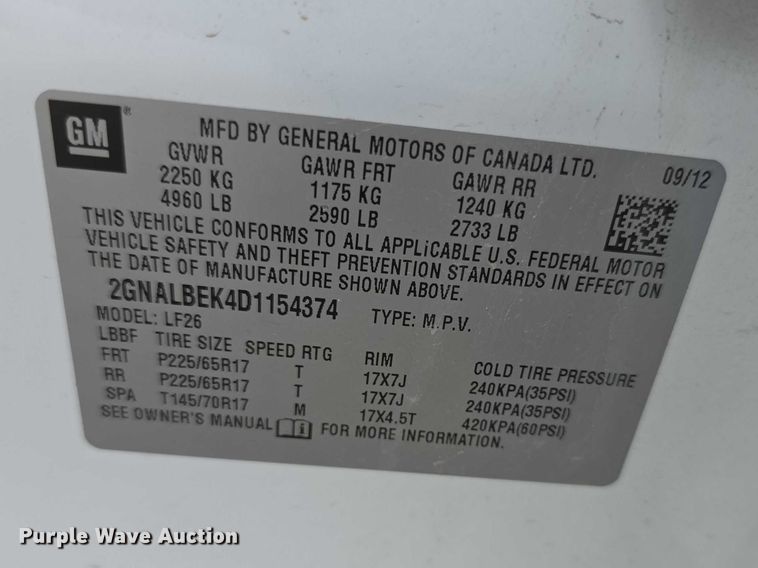 GM®
MFD BY GENERAL MOTORS OF CANADA LTD. 09/12
GVWR GAWR FRT GAWR RR
2250 KG 1175 KG 1240 KG
4960 LB 2590 LB 2733 LB
THIS VEHICLE CONFORMS TO ALL APPLICABLE U.S. FEDERAL MOTOR
VEHICLE SAFETY AND THEFT PREVENTION STANDARDS IN EFFECT ON
THE DATE OF MANUFACTURE SHOWN ABOVE.
2GNALBEK4D1154374 TYPE: M.P.V.
MODEL: LF26
LBBF TIRE SIZE SPEED RTG RIM COLD TIRE PRESSURE
FRT P225/65R17 T 17X7J 240KPA(35PSI)
RR P225/65R17 T 17X7J 240KPA(35PSI)
SPA T145/70R17 M 17X4.5T 420KPA(60PSI)
SEE OWNER'S MANUAL FOR MORE INFORMATION.
Purple Wave Auction